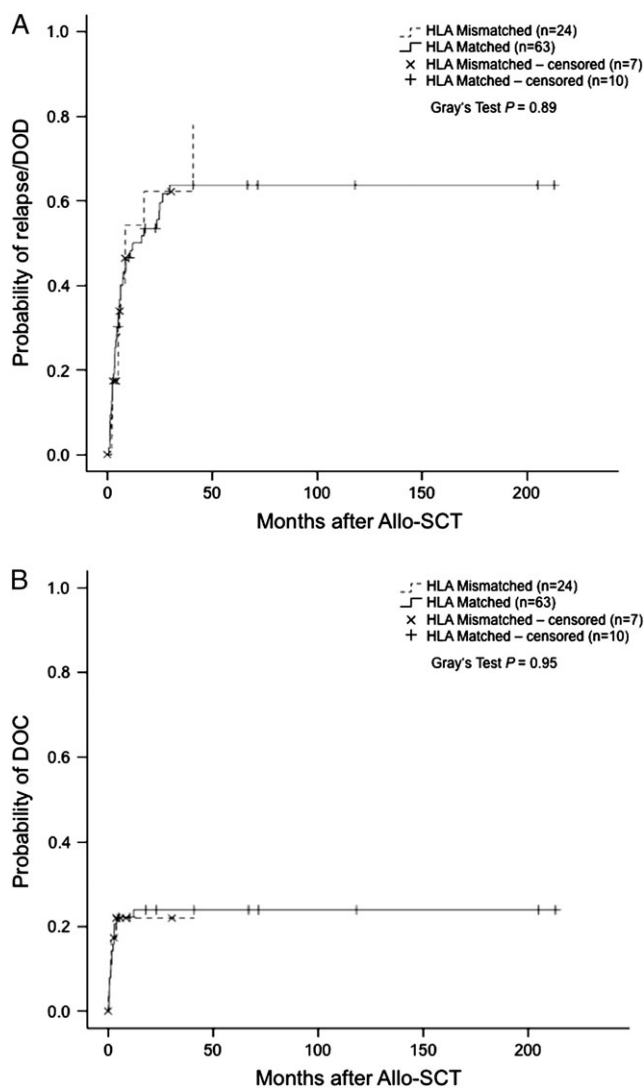 A
HLA Mismatched (n=24)
HLA Matched (n=63)
HLA Mismatched – censored (n=7)
HLA Matched – censored (n=10)
Gray's Test P = 0.89
1.0
0.8
0.6
0.4
0.2
0.0
Probability of relapse/DOD
0 50 100 150 200
Months after Allo-SCT
B
HLA Mismatched (n=24)
HLA Matched (n=63)
HLA Mismatched – censored (n=7)
HLA Matched – censored (n=10)
Gray's Test P = 0.95
1.0
0.8
0.6
0.4
0.2
0.0
Probability of DOC
0 50 100 150 200
Months after Allo-SCT